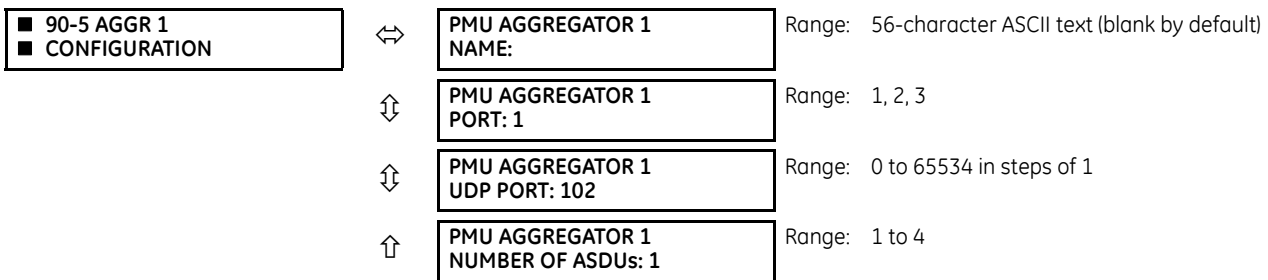 ■ 90-5 AGGR 1
■ CONFIGURATION
PMU AGGREGATOR 1
NAME:
Range: 56-character ASCII text (blank by default)
PMU AGGREGATOR 1
PORT: 1
Range: 1, 2, 3
PMU AGGREGATOR 1
UDP PORT: 102
Range: 0 to 65534 in steps of 1
PMU AGGREGATOR 1
NUMBER OF ASDUs: 1
Range: 1 to 4